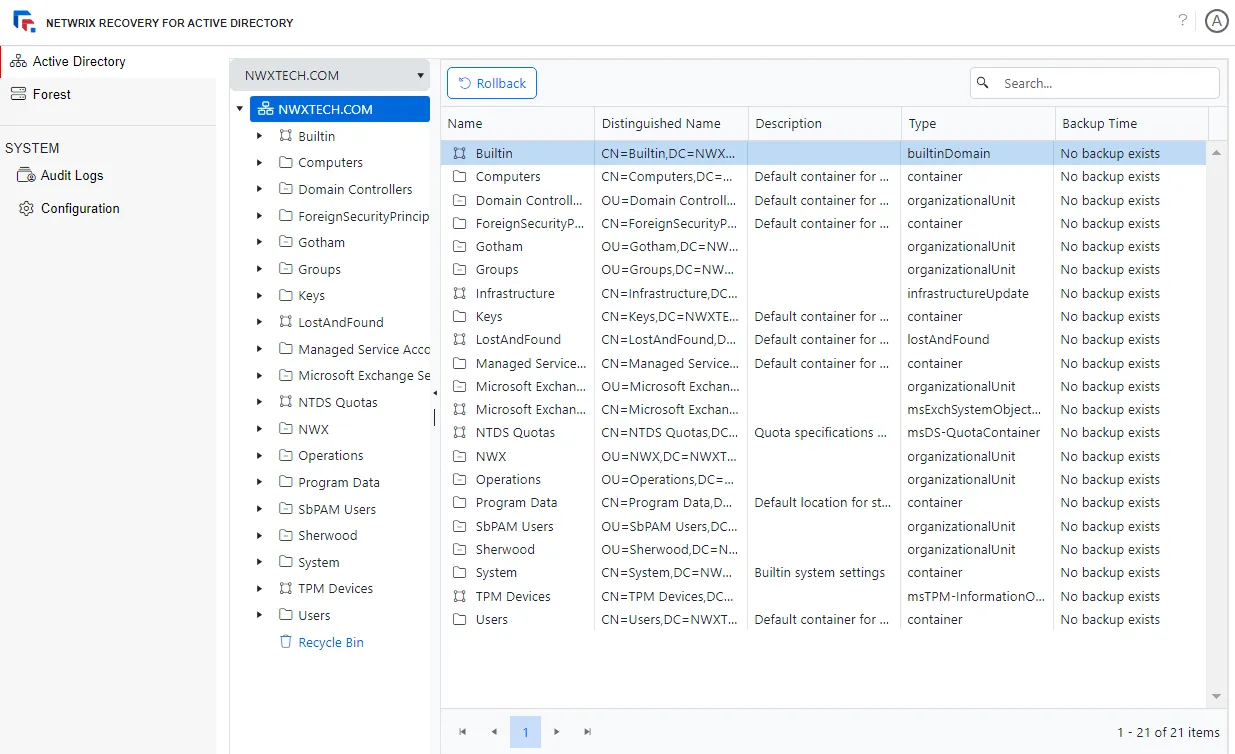 NETWRIX RECOVERY FOR ACTIVE DIRECTORY
?
A
Active Directory
Forest
SYSTEM
Audit Logs
Configuration
NWXTECH.COM
NWXTECH.COM
Builtin
Computers
Domain Controllers
ForeignSecurityPrincip
Gotham
Groups
Keys
LostAndFound
Managed Service Acco
Microsoft Exchange Se
NTDS Quotas
NWX
Operations
Program Data
SbPAM Users
Sherwood
System
TPM Devices
Users
Recycle Bin
Rollback
Search...
Name Distinguished Name Description Type Backup Time
Builtin CN=Builtin,DC=NWX... builtinDomain No backup exists
Computers CN=Computers,DC=... Default container for ... container No backup exists
Domain Controll... OU=Domain Controll... Default container for ... organizationalUnit No backup exists
ForeignSecurityP... CN=ForeignSecurityP... Default container for ... container No backup exists
Gotham OU=Gotham,DC=NW... organizationalUnit No backup exists
Groups OU=Groups,DC=NW... organizationalUnit No backup exists
Infrastructure CN=Infrastructure,DC... infrastructureUpdate No backup exists
Keys CN=Keys,DC=NWXTE... Default container for ... container No backup exists
LostAndFound CN=LostAndFound,D... Default container for ... lostAndFound No backup exists
Managed Service... CN=Managed Service... Default container for ... container No backup exists
Microsoft Exchan... OU=Microsoft Exchan... organizationalUnit No backup exists
Microsoft Exchan... CN=Microsoft Exchan... msExchSystemObject... No backup exists
NTDS Quotas CN=NTDS Quotas,DC... Quota specifications ... msDS-QuotaContainer No backup exists
NWX OU=NWX,DC=NWXT... organizationalUnit No backup exists
Operations OU=Operations,DC=... organizationalUnit No backup exists
Program Data CN=Program Data,D... Default location for st... container No backup exists
SbPAM Users OU=SbPAM Users,DC... organizationalUnit No backup exists
Sherwood OU=Sherwood,DC=N... organizationalUnit No backup exists
System CN=System,DC=NW... Builtin system settings container No backup exists
TPM Devices CN=TPM Devices,DC... msTPM-InformationO... No backup exists
Users CN=Users,DC=NWXT... Default container for ... container No backup exists
1
1 - 21 of 21 items